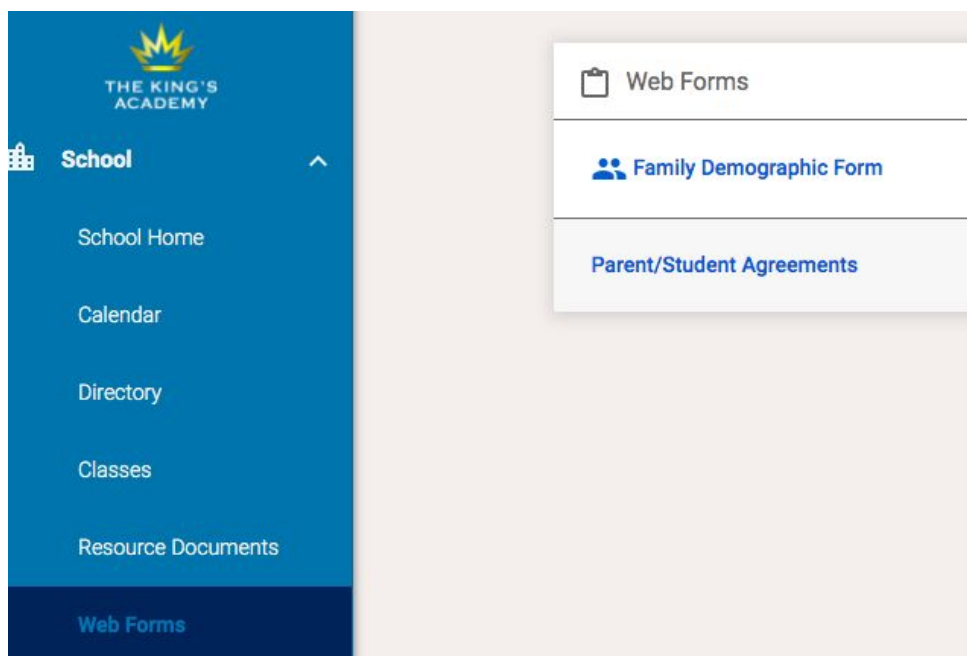 THE KING'S
ACADEMY
School
School Home
Calendar
Directory
Classes
Resource Documents
Web Forms
Web Forms
Family Demographic Form
Parent/Student Agreements